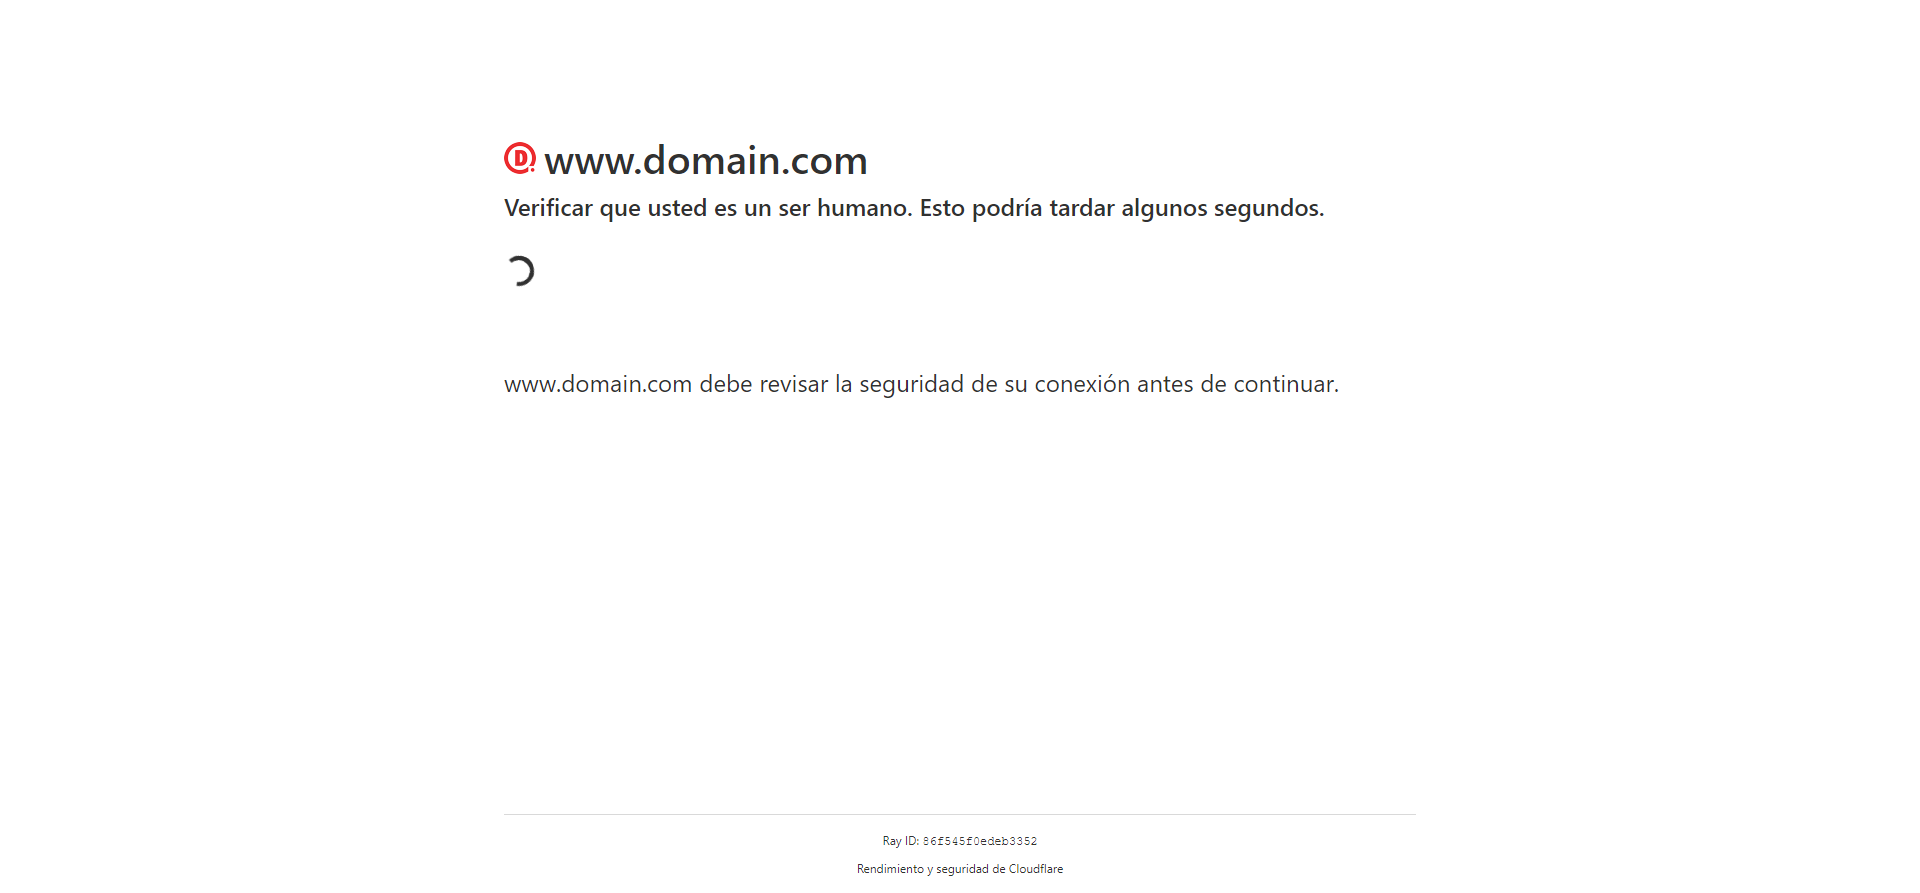 www.domain.com
Verificar que usted es un ser humano. Esto podría tardar algunos segundos.
www.domain.com debe revisar la seguridad de su conexión antes de continuar.
Ray ID: 86f545f0edeb3352
Rendimiento y seguridad de Cloudflare